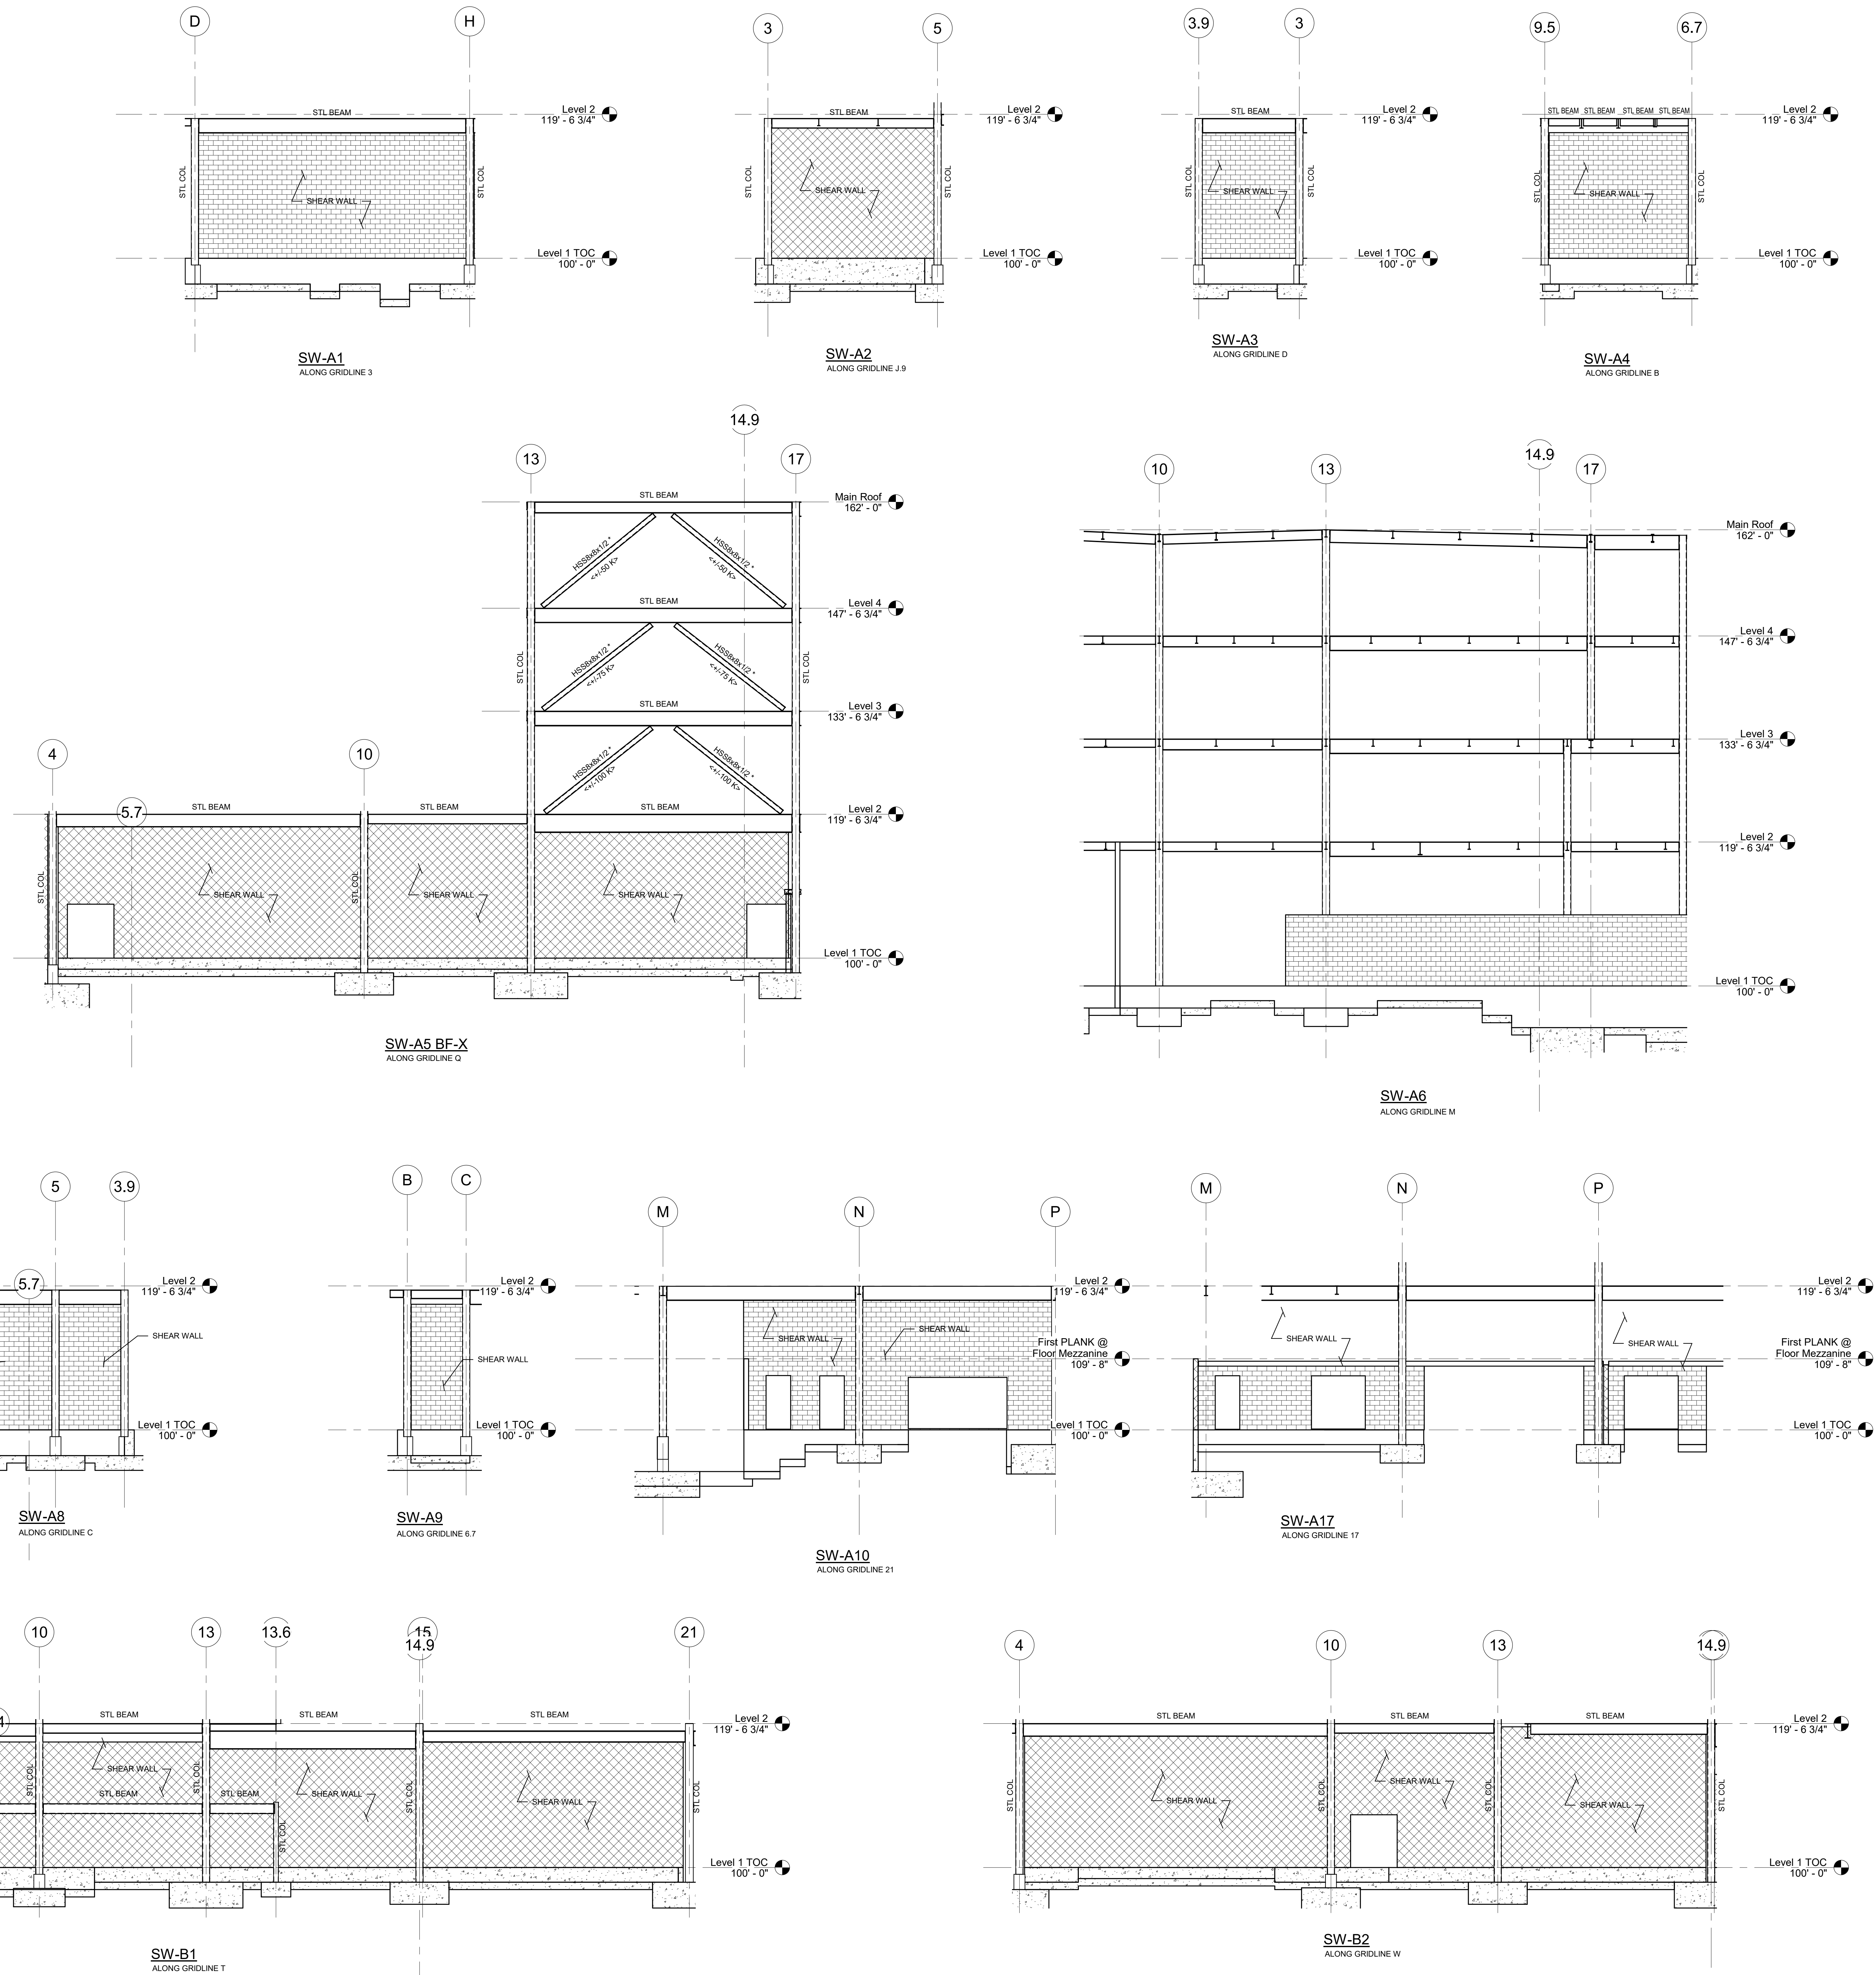 D
H
STL BEAM
Level 2
119' - 6 3/4"
STL COL
STL COL
SHEAR WALL
Level 1 TOC
100' - 0"
SW-A1
ALONG GRIDLINE 3
3
5
STL BEAM
Level 2
119' - 6 3/4"
STL COL
STL COL
SHEAR WALL
Level 1 TOC
100' - 0"
SW-A2
ALONG GRIDLINE J.9
3.9
3
STL BEAM
Level 2
119' - 6 3/4"
STL COL
STL COL
SHEAR WALL
Level 1 TOC
100' - 0"
SW-A3
ALONG GRIDLINE D
9.5
6.7
STL BEAM STL BEAM STL BEAM STL BEAM
Level 2
119' - 6 3/4"
STL COL
STL COL
SHEAR WALL
Level 1 TOC
100' - 0"
SW-A4
ALONG GRIDLINE B
14.9
13
17
STL BEAM
Main Roof
162' - 0"
HSS8x8x1/2 *
<+/-50 K>
HSS8x8x1/2 *
<+/-50 K>
STL BEAM
Level 4
147' - 6 3/4"
HSS8x8x1/2 *
<+/-75 K>
HSS8x8x1/2 *
<+/-75 K>
STL COL
STL COL
STL BEAM
Level 3
133' - 6 3/4"
HSS8x8x1/2 *
<+/-100 K>
HSS8x8x1/2 *
<+/-100 K>
4
10
5.7
STL BEAM
STL BEAM
STL BEAM
Level 2
119' - 6 3/4"
STL COL
STL COL
SHEAR WALL
SHEAR WALL
SHEAR WALL
Level 1 TOC
100' - 0"
SW-A5 BF-X
ALONG GRIDLINE Q
10
13
14.9
17
Main Roof
162' - 0"
Level 4
147' - 6 3/4"
Level 3
133' - 6 3/4"
Level 2
119' - 6 3/4"
Level 1 TOC
100' - 0"
SW-A6
ALONG GRIDLINE M
5
3.9
5.7
Level 2
119' - 6 3/4"
SHEAR WALL
Level 1 TOC
100' - 0"
SW-A8
ALONG GRIDLINE C
B
C
Level 2
119' - 6 3/4"
SHEAR WALL
Level 1 TOC
100' - 0"
SW-A9
ALONG GRIDLINE 6.7
M
N
P
Level 2
119' - 6 3/4"
SHEAR WALL
SHEAR WALL
First PLANK @
Floor Mezzanine
109' - 8"
Level 1 TOC
100' - 0"
SW-A10
ALONG GRIDLINE 21
M
N
P
Level 2
119' - 6 3/4"
SHEAR WALL
SHEAR WALL
First PLANK @
Floor Mezzanine
109' - 8"
Level 1 TOC
100' - 0"
SW-A17
ALONG GRIDLINE 17
10
13
13.6
15
14.9
21
STL BEAM
STL BEAM
STL BEAM
Level 2
119' - 6 3/4"
SHEAR WALL
STL COL
STL COL
STL BEAM
STL BEAM
SHEAR WALL
STL COL
STL COL
SHEAR WALL
STL COL
Level 1 TOC
100' - 0"
SW-B1
ALONG GRIDLINE T
4
10
13
14.9
STL BEAM
STL BEAM
STL BEAM
Level 2
119' - 6 3/4"
STL COL
SHEAR WALL
STL COL
SHEAR WALL
STL COL
SHEAR WALL
STL COL
Level 1 TOC
100' - 0"
SW-B2
ALONG GRIDLINE W